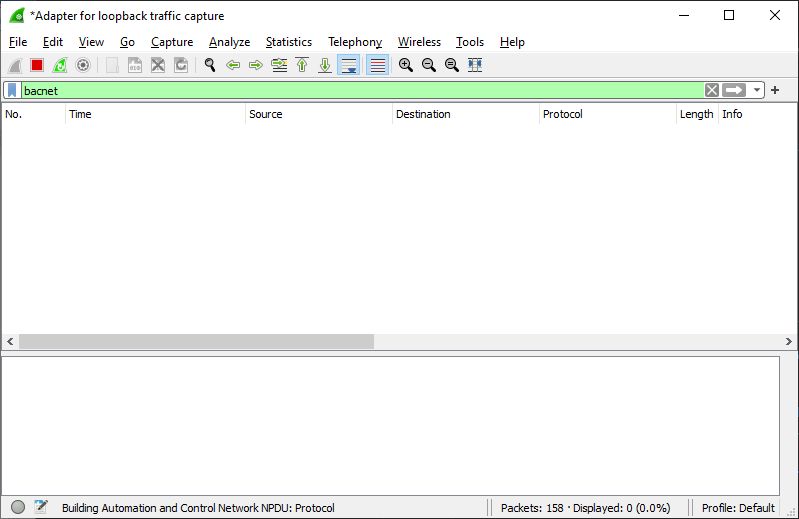 *Adapter for loopback traffic capture
File Edit View Go Capture Analyze Statistics Telephony Wireless Tools Help
bacnet
No. Time Source Destination Protocol Length Info
Building Automation and Control Network NPDU: Protocol Packets: 158 · Displayed: 0 (0.0%) Profile: Default